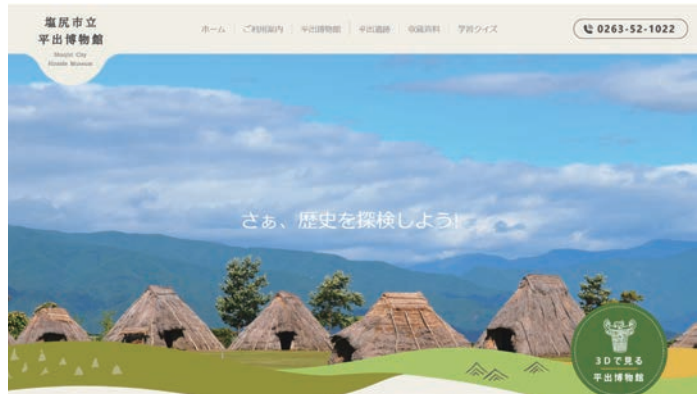 塩尻市立
平出博物館
Shiojiri City
Hiraide Museum
ホーム
ご利用案内
平出博物館
平出遺跡
収蔵資料
学習クイズ
0263-52-1022
さぁ、歴史を探検しよう!
3Dで見る
平出博物館